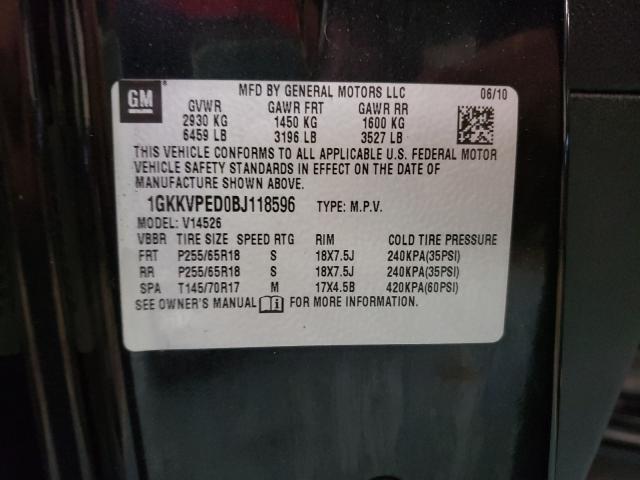 GM
MFD BY GENERAL MOTORS LLC 06/10
GVWR GAWR FRT GAWR RR
2930 KG 1450 KG 1600 KG
6459 LB 3196 LB 3527 LB
THIS VEHICLE CONFORMS TO ALL APPLICABLE U.S. FEDERAL MOTOR
VEHICLE SAFETY STANDARDS IN EFFECT ON THE DATE OF
MANUFACTURE SHOWN ABOVE.
1GKKVPED0BJ118596 TYPE: M.P.V.
MODEL: V14526
VBBR TIRE SIZE SPEED RTG RIM COLD TIRE PRESSURE
FRT P255/65R18 S 18X7.5J 240KPA(35PSI)
RR P255/65R18 S 18X7.5J 240KPA(35PSI)
SPA T145/70R17 M 17X4.5B 420KPA(60PSI)
SEE OWNER'S MANUAL i FOR MORE INFORMATION.